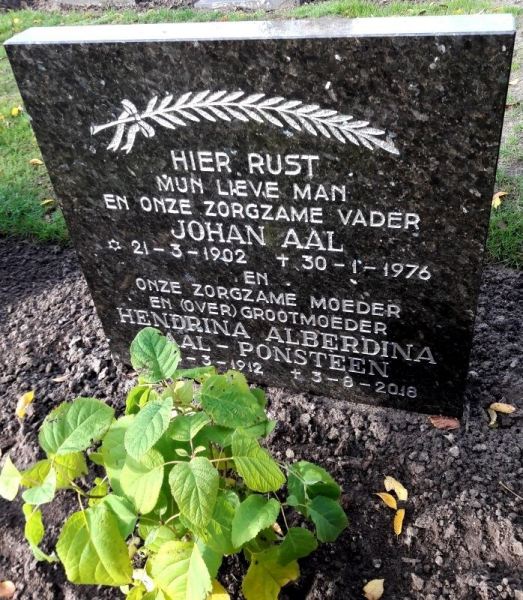 HIER RUST
MIJN LIEVE MAN
EN ONZE ZORGZAME VADER
JOHAN AAL
✡ 21-3-1902 † 30-1-1976
EN
ONZE ZORGZAME MOEDER
EN (OVER) GROOTMOEDER
HENDRINA ALBERDINA
AAL-PONSTEEN
-3-1912 † 3-8-2018